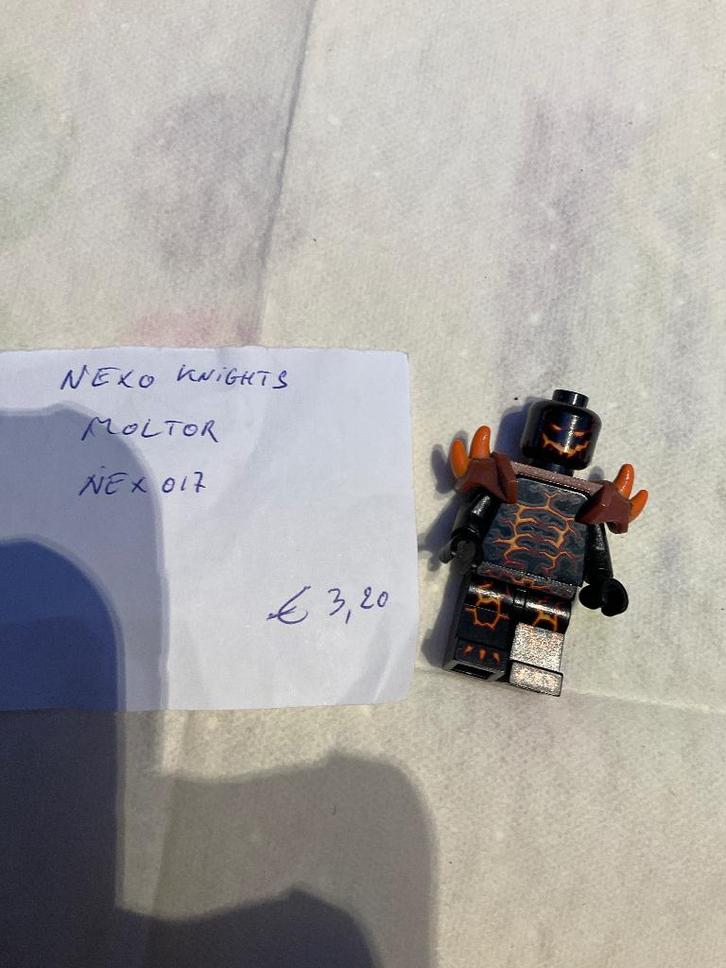 NEXO KNiGHTS
MOLTOR
NEX 017
€ 3,20